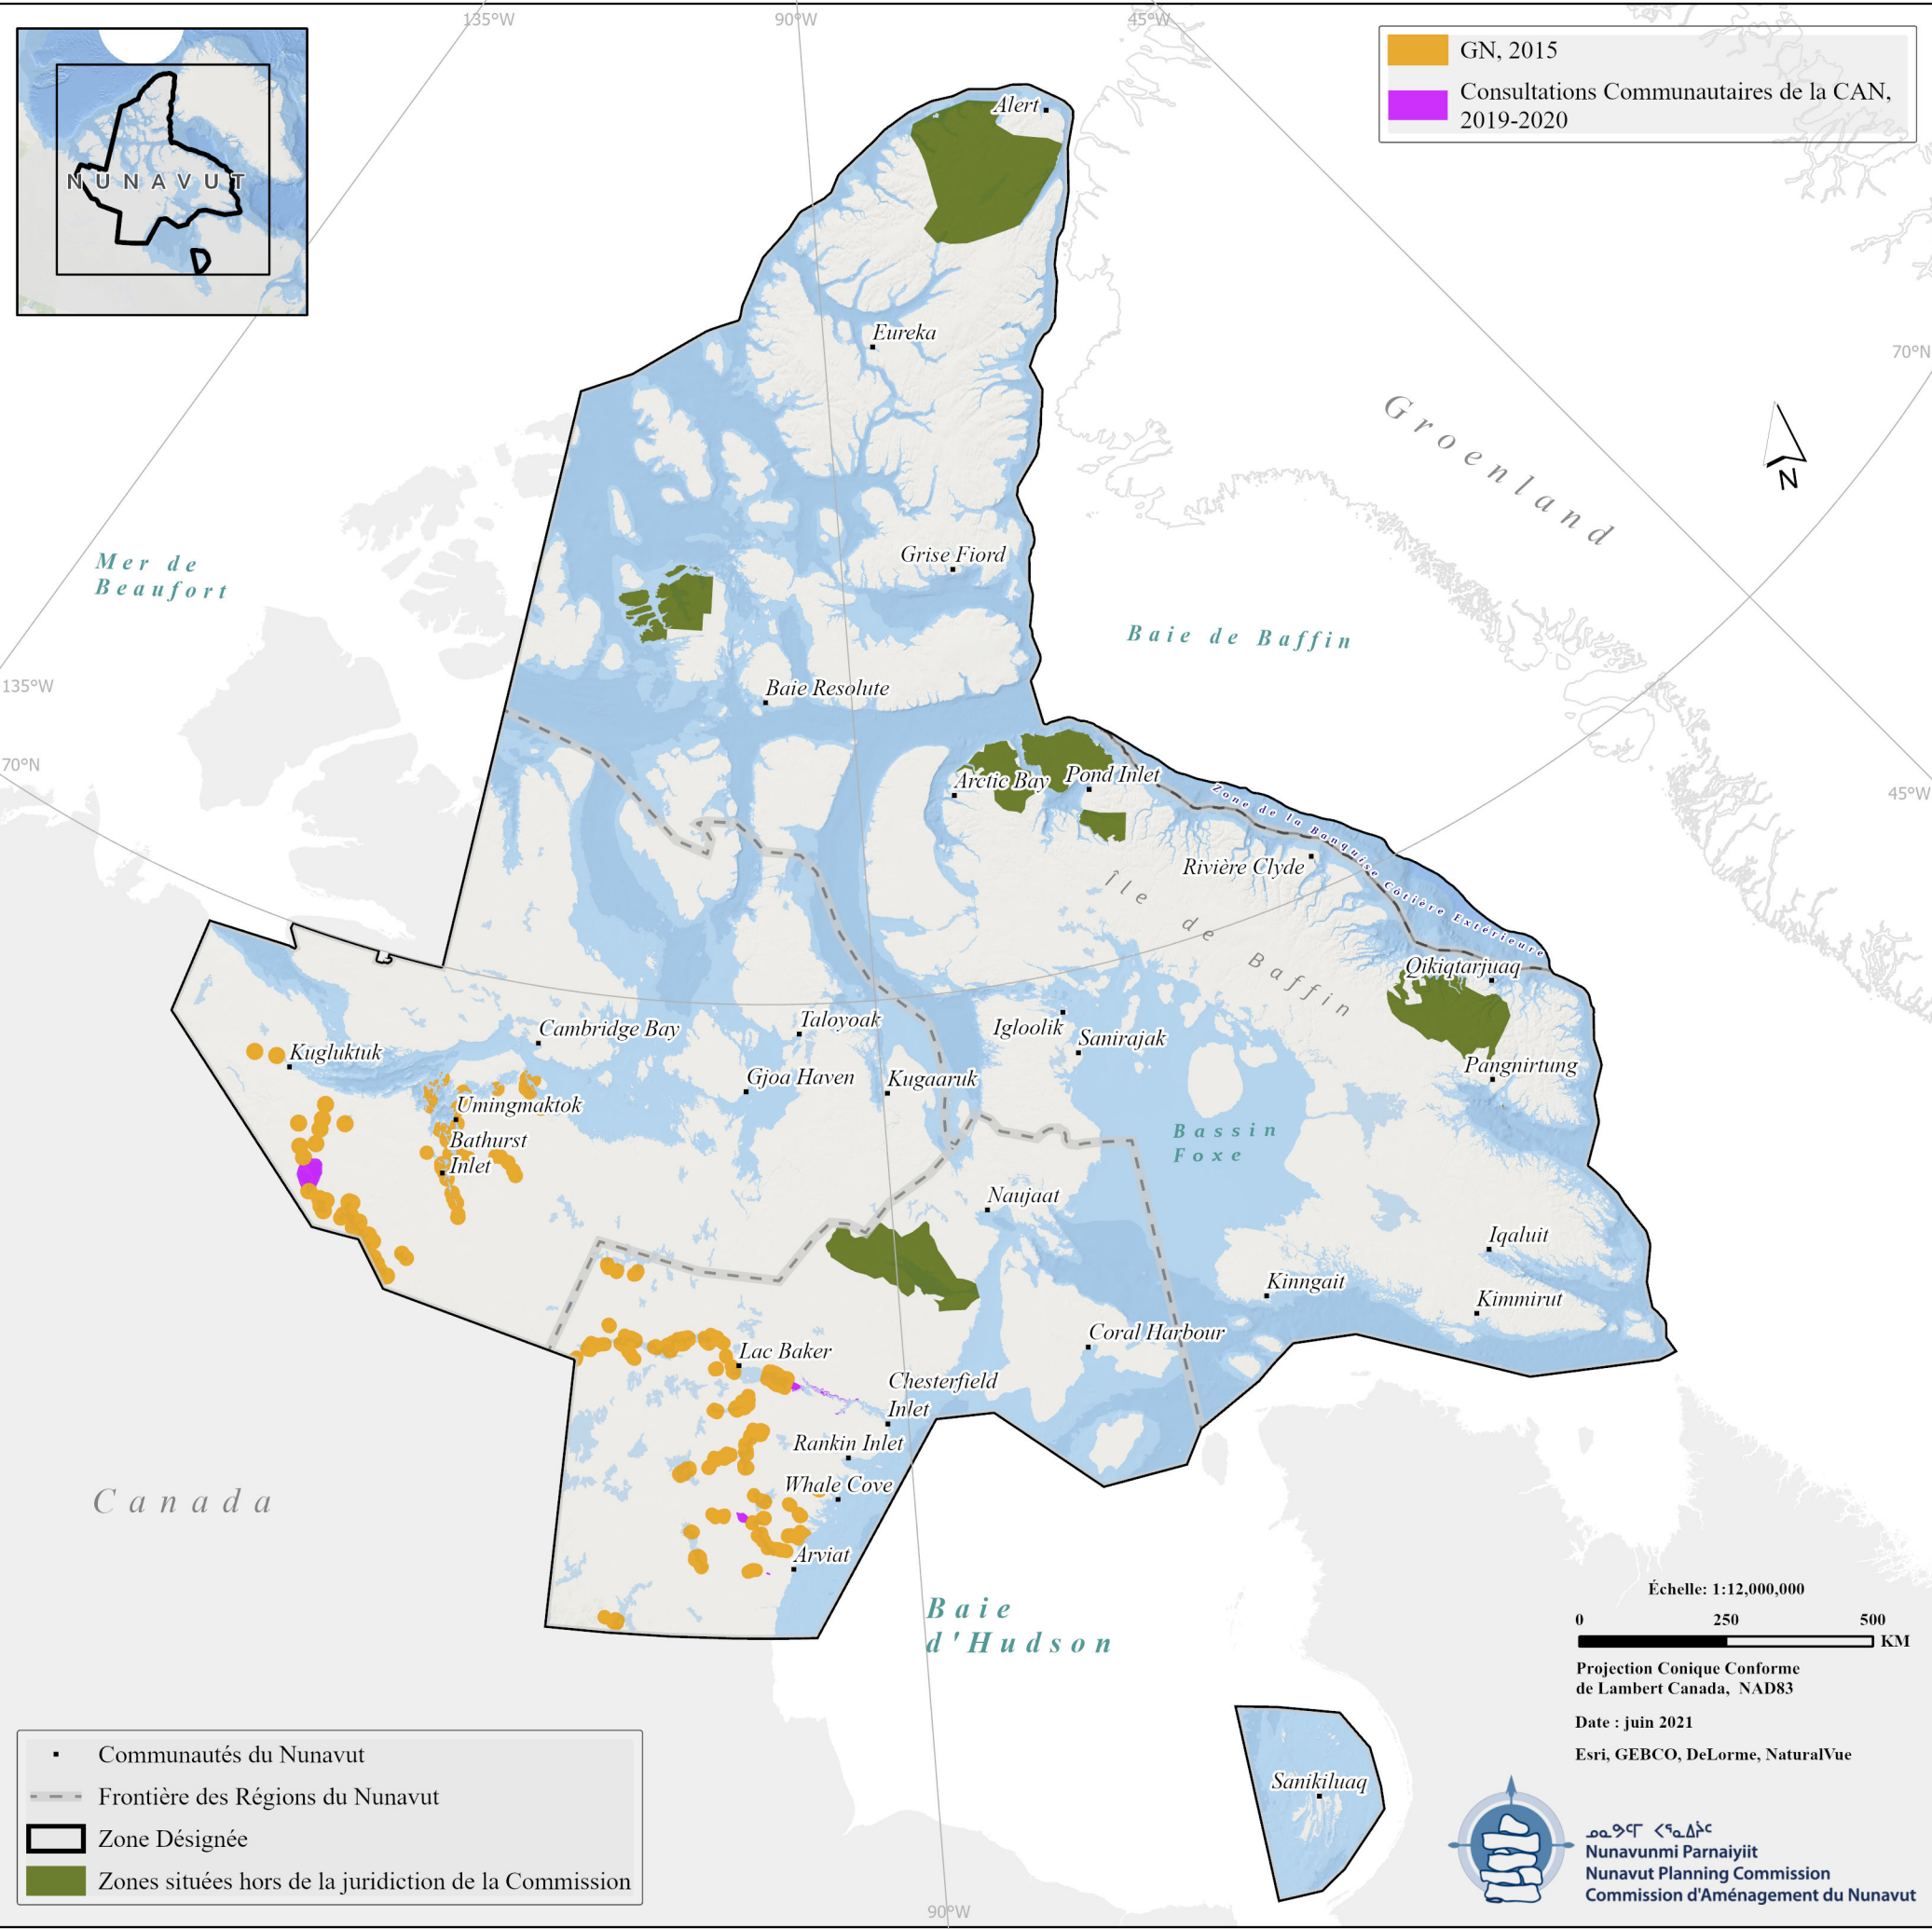 135°W
90°W
45°W
GN, 2015
Consultations Communautaires de la CAN,
2019-2020
NUNAVUT
Alert
Eureka
70°N
Groenland
N
Mer de
Beaufort
Grise Fiord
Baie de Baffin
135°W
Baie Resolute
70°N
Arctic Bay
Pond Inlet
45°W
Zone de la Banquise Côtière Extérieure
Rivière Clyde
Île de Baffin
Qikiqtarjuaq
Cambridge Bay
Taloyoak
Igloolik
Sanirajak
Kugluktuk
Gjoa Haven
Kugaaruk
Pangnirtung
Umingmaktok
Bathurst
Inlet
Bassin
Foxe
Naujaat
Iqaluit
Kinngait
Kimmirut
Coral Harbour
Lac Baker
Chesterfield
Inlet
Rankin Inlet
Whale Cove
Canada
Arviat
Baie
d'Hudson
Échelle: 1:12,000,000
0 250 500
KM
Projection Conique Conforme
de Lambert Canada, NAD83
Date : juin 2021
Esri, GEBCO, DeLorme, NaturalVue
Sanikiluaq
Communautés du Nunavut
Frontière des Régions du Nunavut
Zone Désignée
Zones situées hors de la juridiction de la Commission
90°W
ᓄᓇᕗᒻᒥ ᐸᕐᓇᐃᔩᑦ
Nunavunmi Parnaiyiit
Nunavut Planning Commission
Commission d'Aménagement du Nunavut